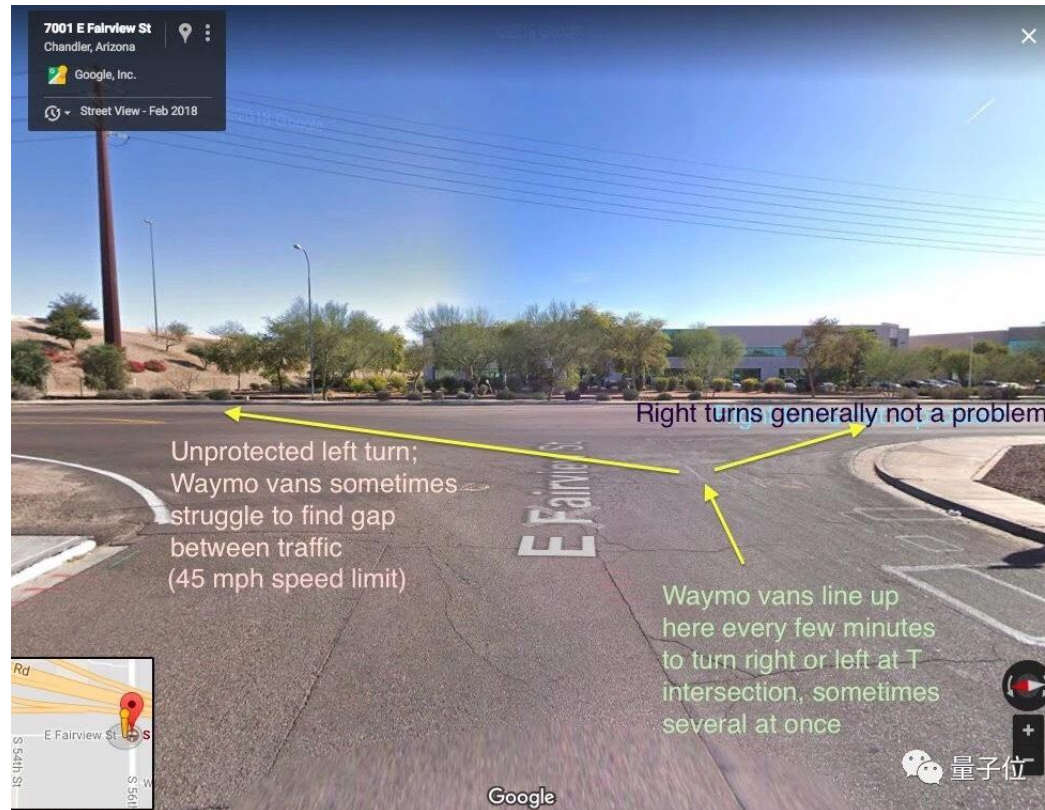 7001 E Fairview St
Chandler, Arizona
Google, Inc.
Street View - Feb 2018
Right turns generally not a problem
Unprotected left turn;
Waymo vans sometimes
struggle to find gap
between traffic
(45 mph speed limit)
E Fairview St
Waymo vans line up
here every few minutes
to turn right or left at T
intersection, sometimes
several at once
Rd
E Fairview St
S
S 54th St
S 56th
W
量子位
Google